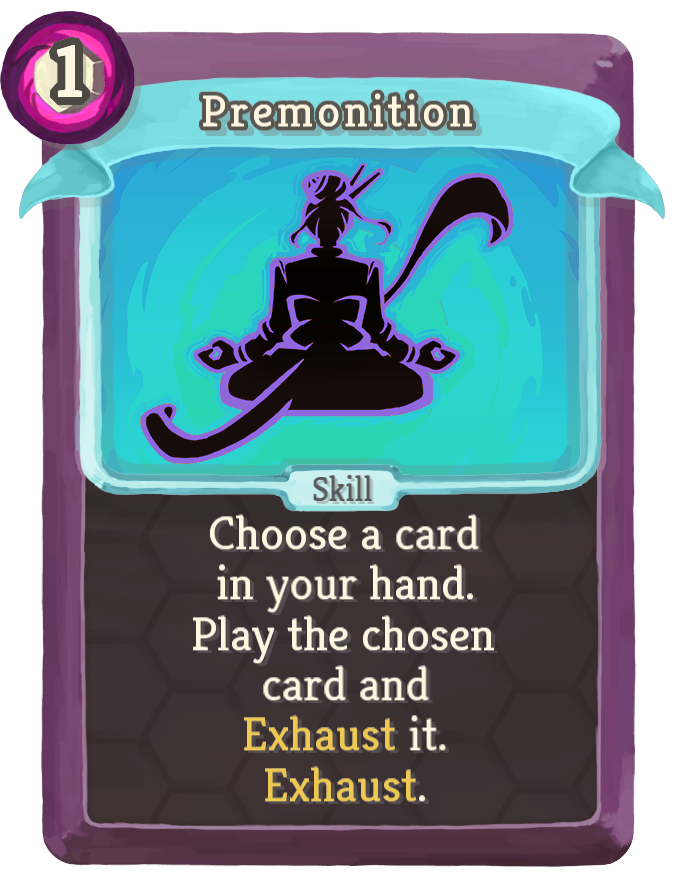 1
Premonition
Skill
Choose a card
in your hand.
Play the chosen
card and
Exhaust it.
Exhaust.